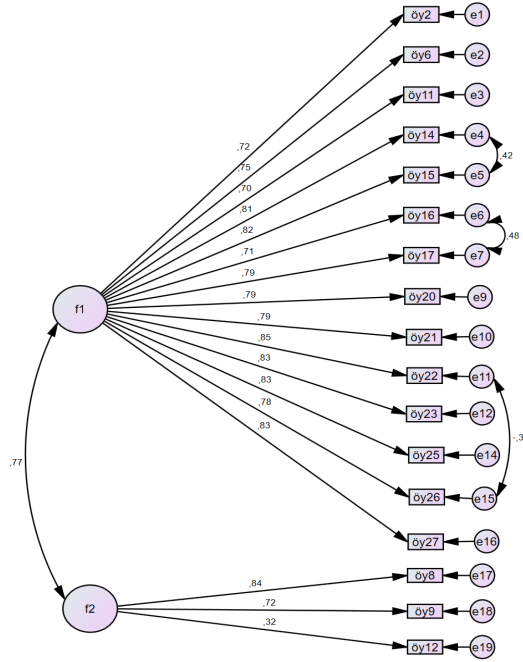 öy2 e1
öy6 e2
öy11 e3
öy14 e4
,42
öy15 e5
öy16 e6
,48
öy17 e7
öy20 e9
öy21 e10
öy22 e11
öy23 e12
-,3
öy25 e14
öy26 e15
öy27 e16
,72
,75
,70
,81
,82
,71
,79
,79
,79
,85
,83
,83
,78
,83
f1
,77
f2
,84
,72
,32
öy8 e17
öy9 e18
öy12 e19